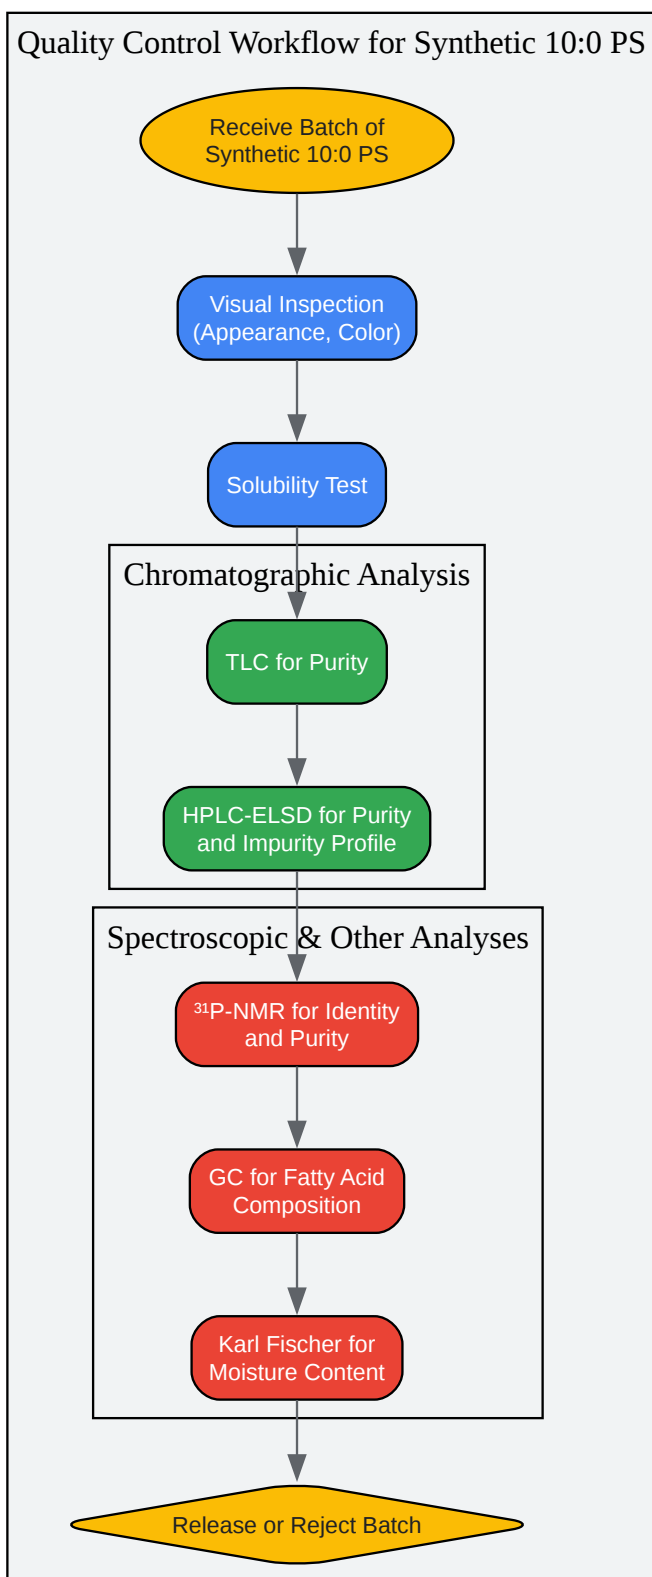 Quality Control Workflow for Synthetic 10:0 PS
Receive Batch of
Synthetic 10:0 PS
Visual Inspection
(Appearance, Color)
Solubility Test
Chromatographic Analysis
TLC for Purity
HPLC-ELSD for Purity
and Impurity Profile
Spectroscopic & Other Analyses
³¹P-NMR for Identity
and Purity
GC for Fatty Acid
Composition
Karl Fischer for
Moisture Content
Release or Reject Batch